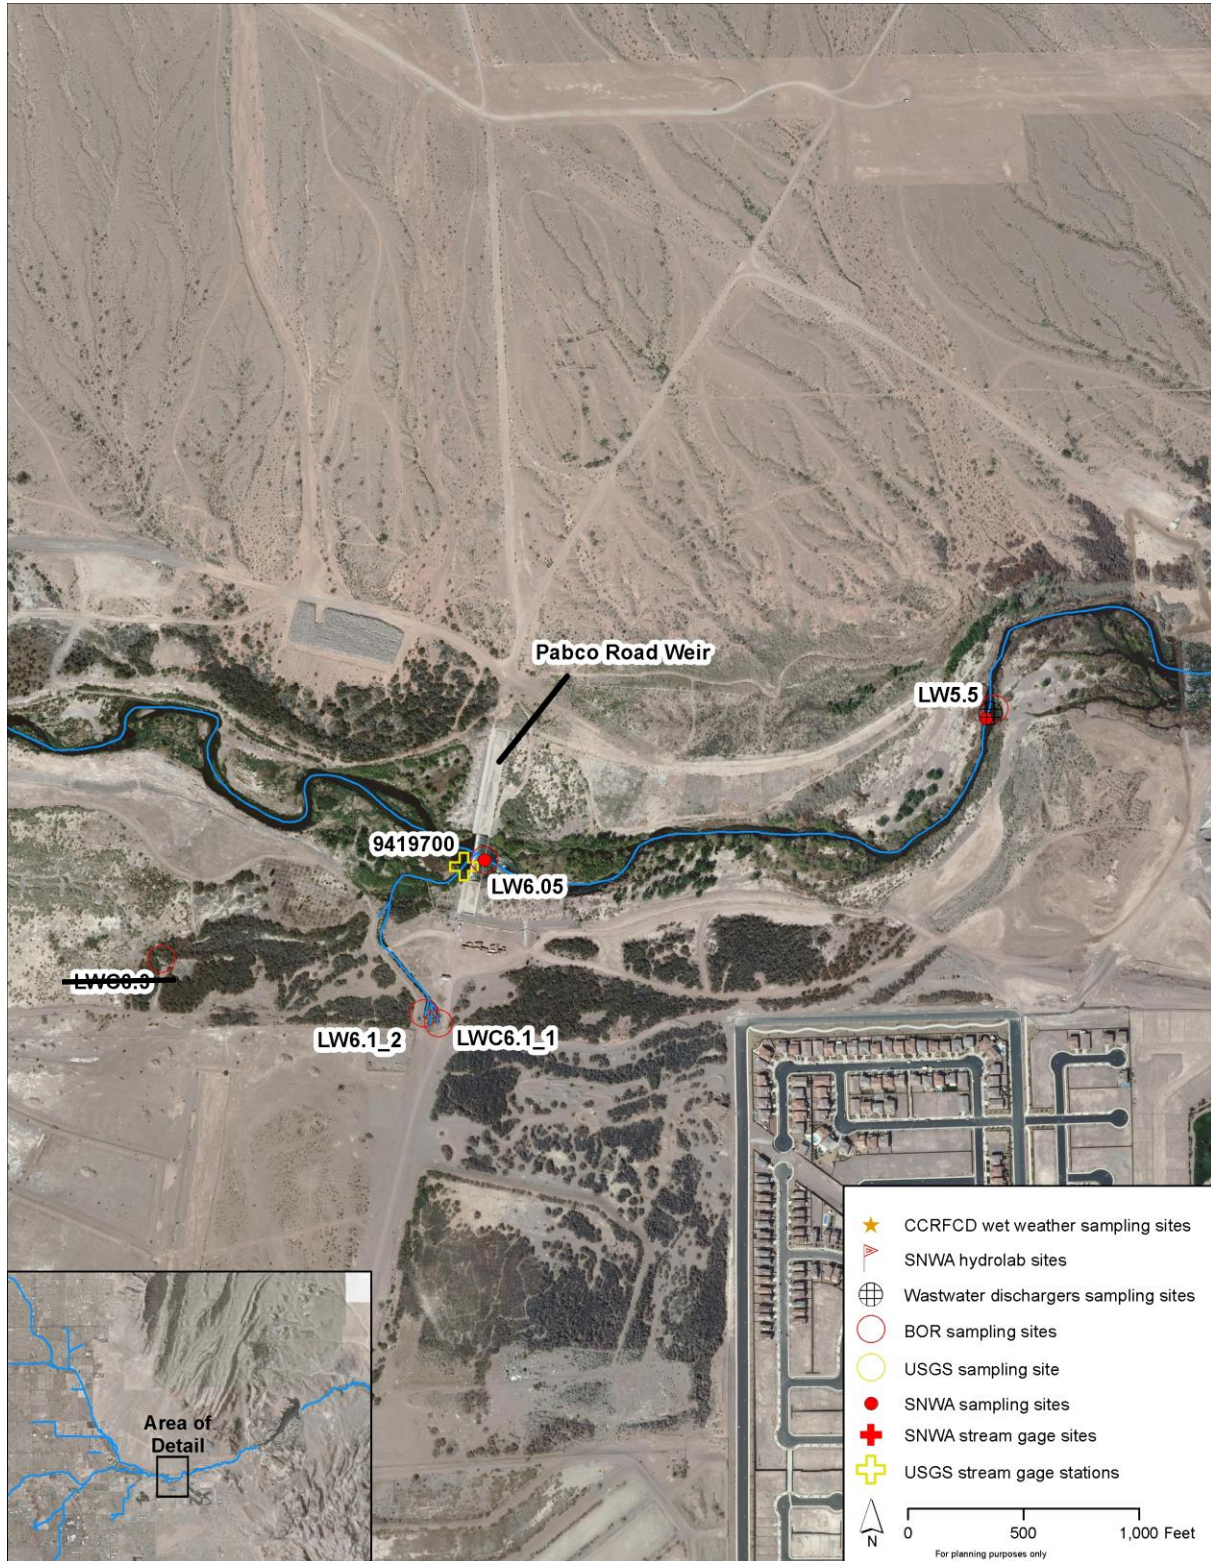 Pabco Road Weir
LW5.5
9419700
LW6.05
LW6.1_2
LWC6.1_1
CCRFCD wet weather sampling sites
SNWA hydrolab sites
Wastwater dischargers sampling sites
BOR sampling sites
USGS sampling site
SNWA sampling sites
SNWA stream gage sites
USGS stream gage stations
N
0 500 1,000 Feet
For planning purposes only
Area of
Detail